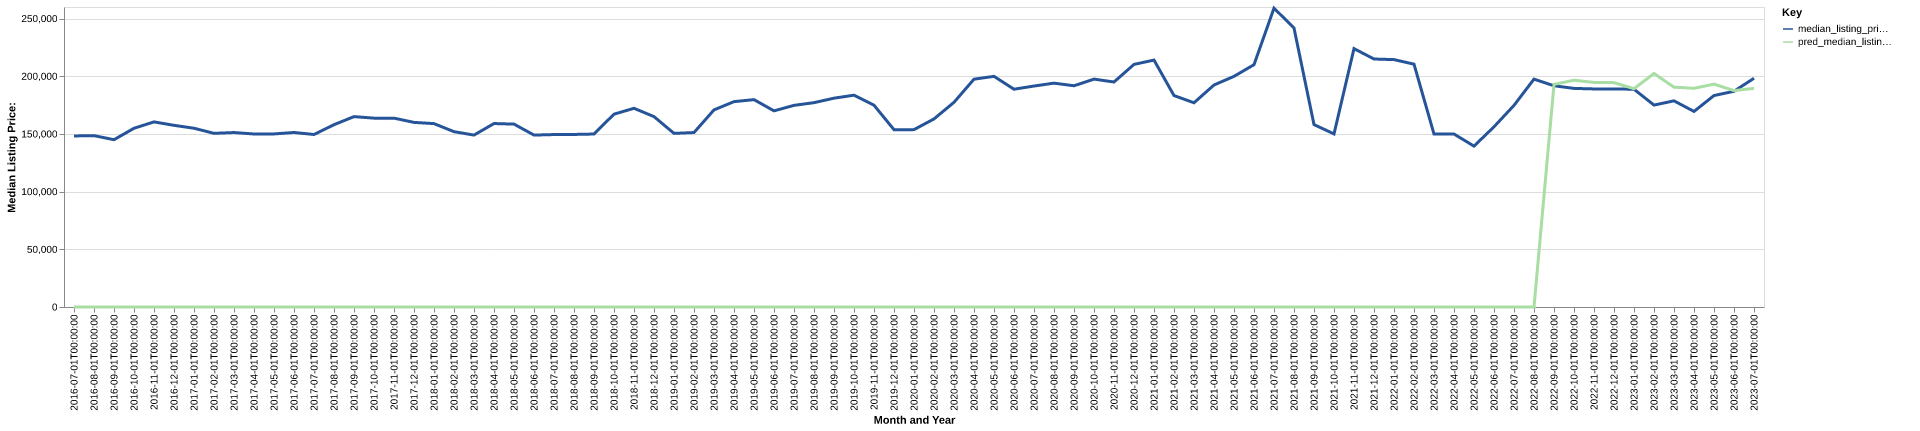 Key
median_listing_pri…
pred_median_listin…
Median Listing Price:
250,000
200,000
150,000
100,000
50,000
0
2016-07-01T00:00:00
2016-08-01T00:00:00
2016-09-01T00:00:00
2016-10-01T00:00:00
2016-11-01T00:00:00
2016-12-01T00:00:00
2017-01-01T00:00:00
2017-02-01T00:00:00
2017-03-01T00:00:00
2017-04-01T00:00:00
2017-05-01T00:00:00
2017-06-01T00:00:00
2017-07-01T00:00:00
2017-08-01T00:00:00
2017-09-01T00:00:00
2017-10-01T00:00:00
2017-11-01T00:00:00
2017-12-01T00:00:00
2018-01-01T00:00:00
2018-02-01T00:00:00
2018-03-01T00:00:00
2018-04-01T00:00:00
2018-05-01T00:00:00
2018-06-01T00:00:00
2018-07-01T00:00:00
2018-08-01T00:00:00
2018-09-01T00:00:00
2018-10-01T00:00:00
2018-11-01T00:00:00
2018-12-01T00:00:00
2019-01-01T00:00:00
2019-02-01T00:00:00
2019-03-01T00:00:00
2019-04-01T00:00:00
2019-05-01T00:00:00
2019-06-01T00:00:00
2019-07-01T00:00:00
2019-08-01T00:00:00
2019-09-01T00:00:00
2019-10-01T00:00:00
2019-11-01T00:00:00
2019-12-01T00:00:00
2020-01-01T00:00:00
2020-02-01T00:00:00
2020-03-01T00:00:00
2020-04-01T00:00:00
2020-05-01T00:00:00
2020-06-01T00:00:00
2020-07-01T00:00:00
2020-08-01T00:00:00
2020-09-01T00:00:00
2020-10-01T00:00:00
2020-11-01T00:00:00
2020-12-01T00:00:00
2021-01-01T00:00:00
2021-02-01T00:00:00
2021-03-01T00:00:00
2021-04-01T00:00:00
2021-05-01T00:00:00
2021-06-01T00:00:00
2021-07-01T00:00:00
2021-08-01T00:00:00
2021-09-01T00:00:00
2021-10-01T00:00:00
2021-11-01T00:00:00
2021-12-01T00:00:00
2022-01-01T00:00:00
2022-02-01T00:00:00
2022-03-01T00:00:00
2022-04-01T00:00:00
2022-05-01T00:00:00
2022-06-01T00:00:00
2022-07-01T00:00:00
2022-08-01T00:00:00
2022-09-01T00:00:00
2022-10-01T00:00:00
2022-11-01T00:00:00
2022-12-01T00:00:00
2023-01-01T00:00:00
2023-02-01T00:00:00
2023-03-01T00:00:00
2023-04-01T00:00:00
2023-05-01T00:00:00
2023-06-01T00:00:00
2023-07-01T00:00:00
Month and Year